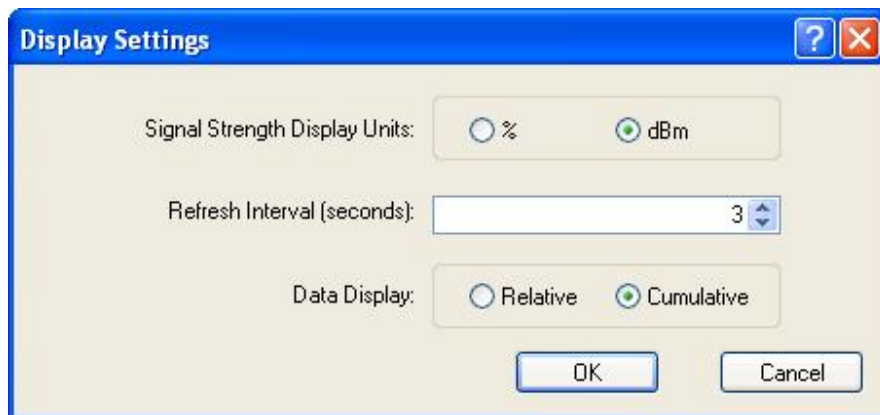 Display Settings
Signal Strength Display Units: % dBm
Refresh Interval (seconds): 3
Data Display: Relative Cumulative
OK Cancel